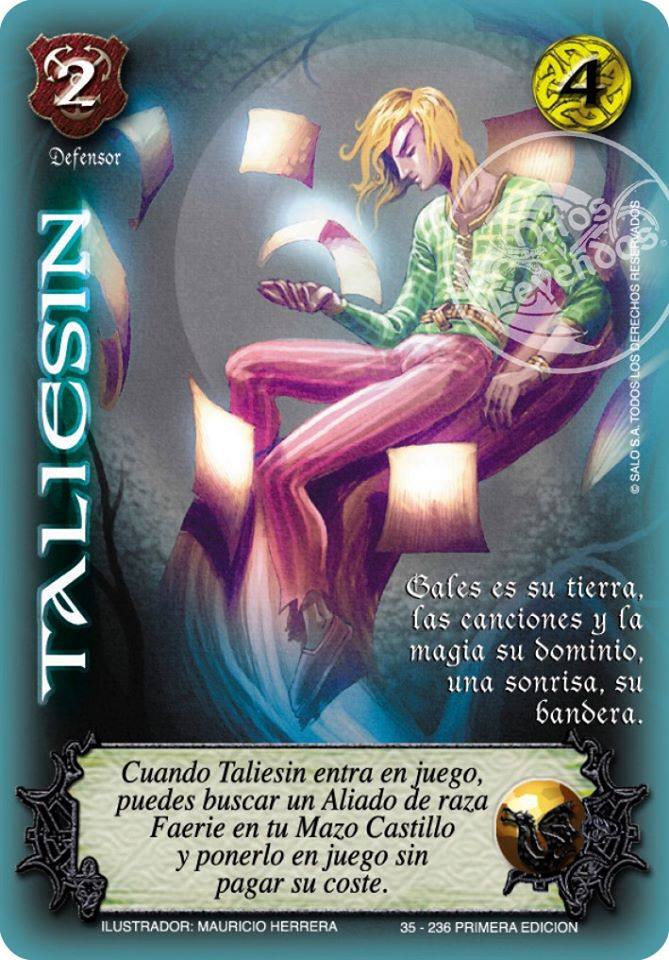 2
4
Defensor
TALIESIN
Mitos
Leyendas
© SALO S.A. TODOS LOS DERECHOS RESERVADOS
Gales es su tierra,
las canciones y la
magia su dominio,
una sonrisa, su
bandera.
Cuando Taliesin entra en juego,
puedes buscar un Aliado de raza
Faerie en tu Mazo Castillo
y ponerlo en juego sin
pagar su coste.
ILUSTRADOR: MAURICIO HERRERA
35 - 236 PRIMERA EDICION